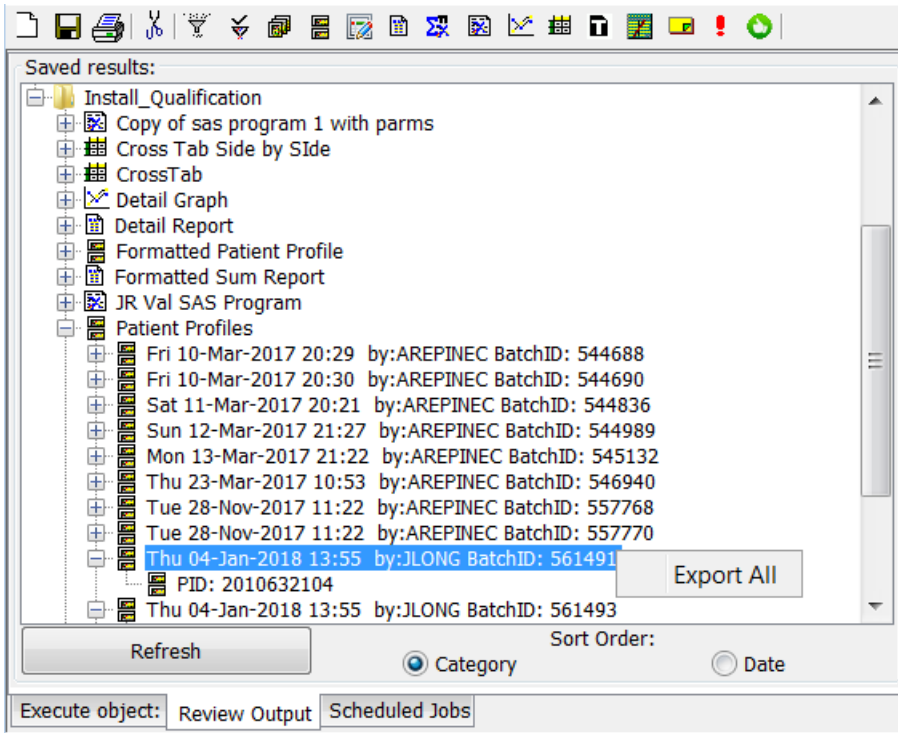 Saved results:
Install_Qualification
Copy of sas program 1 with parms
Cross Tab Side by SIde
CrossTab
Detail Graph
Detail Report
Formatted Patient Profile
Formatted Sum Report
JR Val SAS Program
Patient Profiles
Fri 10-Mar-2017 20:29 by:AREPINEC BatchID: 544688
Fri 10-Mar-2017 20:30 by:AREPINEC BatchID: 544690
Sat 11-Mar-2017 20:21 by:AREPINEC BatchID: 544836
Sun 12-Mar-2017 21:27 by:AREPINEC BatchID: 544989
Mon 13-Mar-2017 21:22 by:AREPINEC BatchID: 545132
Thu 23-Mar-2017 10:53 by:AREPINEC BatchID: 546940
Tue 28-Nov-2017 11:22 by:AREPINEC BatchID: 557768
Tue 28-Nov-2017 11:22 by:AREPINEC BatchID: 557770
Thu 04-Jan-2018 13:55 by:JLONG BatchID: 561491
Export All
PID: 2010632104
Thu 04-Jan-2018 13:55 by:JLONG BatchID: 561493
Refresh
Sort Order:
Category
Date
Execute object:
Review Output
Scheduled Jobs